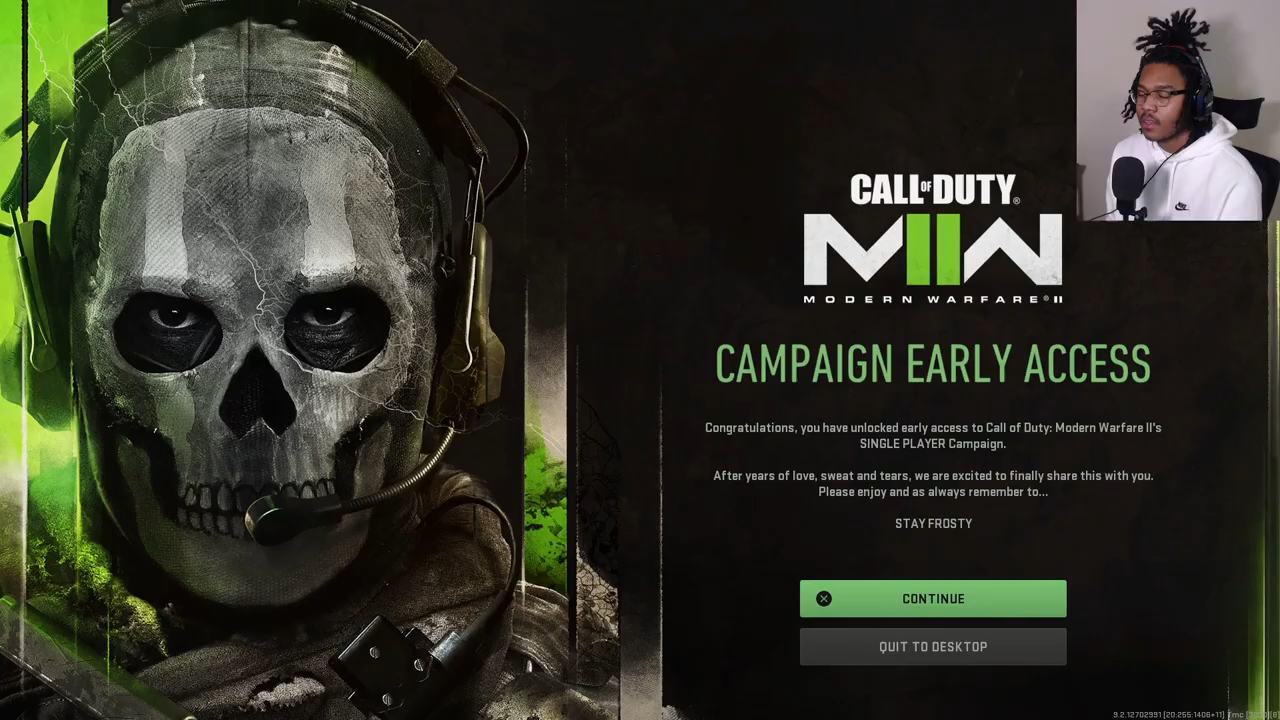 CALL OF DUTY®
MIIW
MODERN WARFARE® II
CAMPAIGN EARLY ACCESS
Congratulations, you have unlocked early access to Call of Duty: Modern Warfare II's
SINGLE PLAYER Campaign.
After years of love, sweat and tears, we are excited to finally share this with you.
Please enjoy and as always remember to...
STAY FROSTY
CONTINUE
QUIT TO DESKTOP